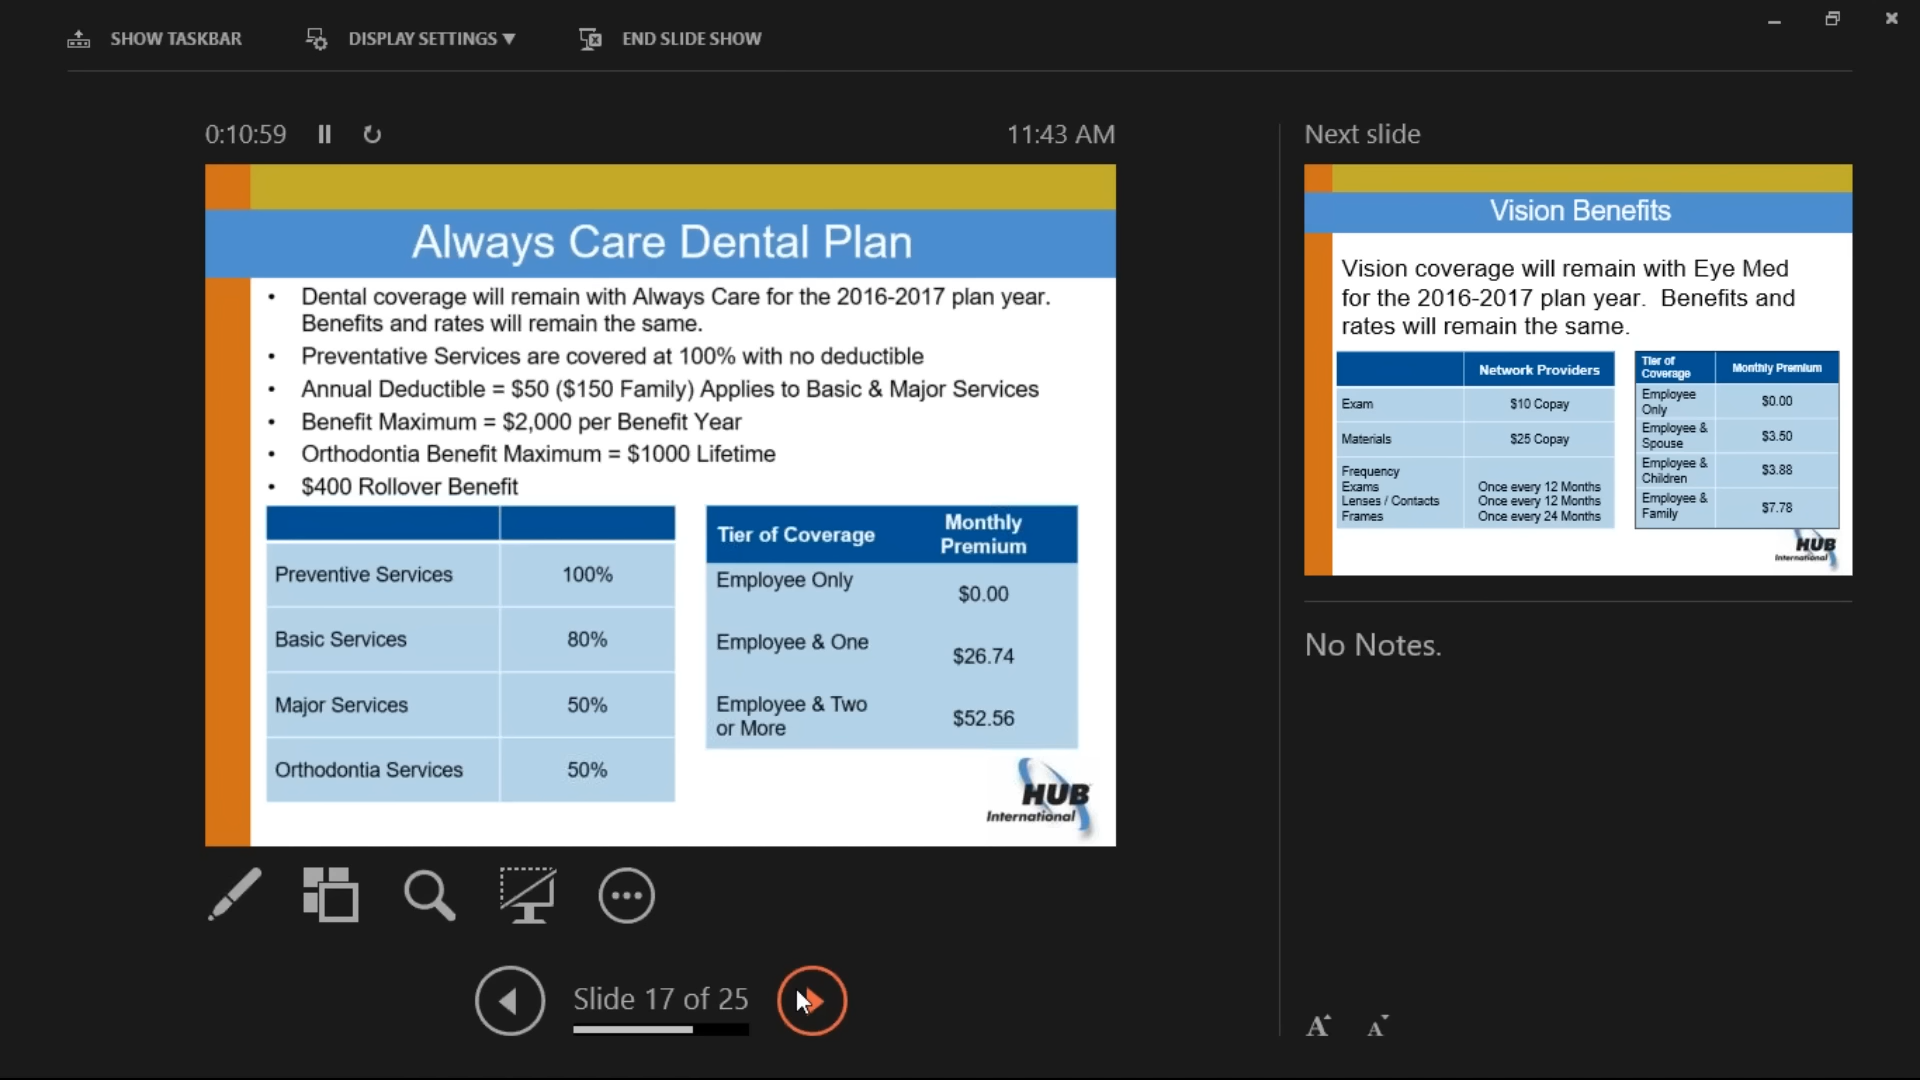 SHOW TASKBAR
DISPLAY SETTINGS ▼
END SLIDE SHOW
0:10:59
11:43 AM
Always Care Dental Plan
• Dental coverage will remain with Always Care for the 2016-2017 plan year.
Benefits and rates will remain the same.
• Preventative Services are covered at 100% with no deductible
• Annual Deductible = $50 ($150 Family) Applies to Basic & Major Services
• Benefit Maximum = $2,000 per Benefit Year
• Orthodontia Benefit Maximum = $1000 Lifetime
• $400 Rollover Benefit
Preventive Services 100%
Basic Services 80%
Major Services 50%
Orthodontia Services 50%
Tier of Coverage Monthly
Premium
Employee Only $0.00
Employee & One $26.74
Employee & Two
or More $52.56
HUB
International
Slide 17 of 25
Next slide
Vision Benefits
Vision coverage will remain with Eye Med
for the 2016-2017 plan year. Benefits and
rates will remain the same.
Network Providers
Exam $10 Copay
Materials $25 Copay
Frequency
Exams Once every 12 Months
Lenses / Contacts Once every 12 Months
Frames Once every 24 Months
Tier of
Coverage Monthly Premium
Employee
Only $0.00
Employee &
Spouse $3.50
Employee &
Children $3.88
Employee &
Family $7.78
HUB
International
No Notes.
A A